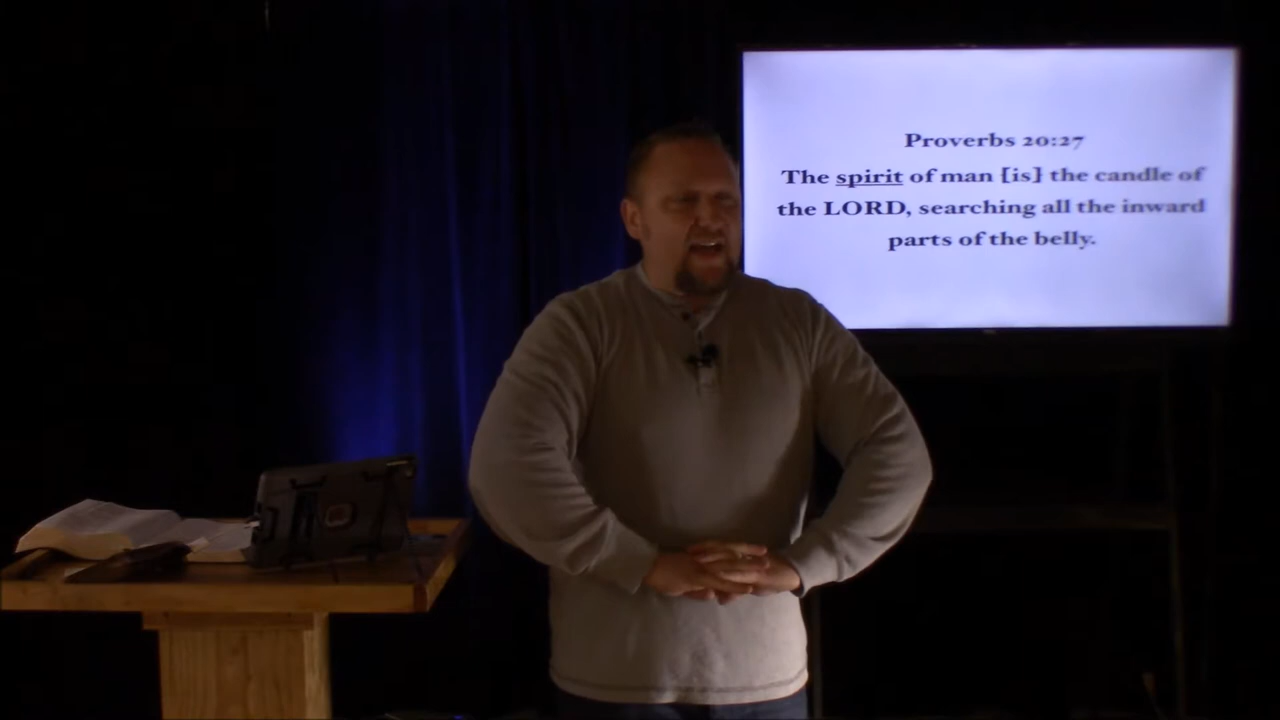 Proverbs 20:27
The spirit of man [is] the candle of
the LORD, searching all the inward
parts of the belly.